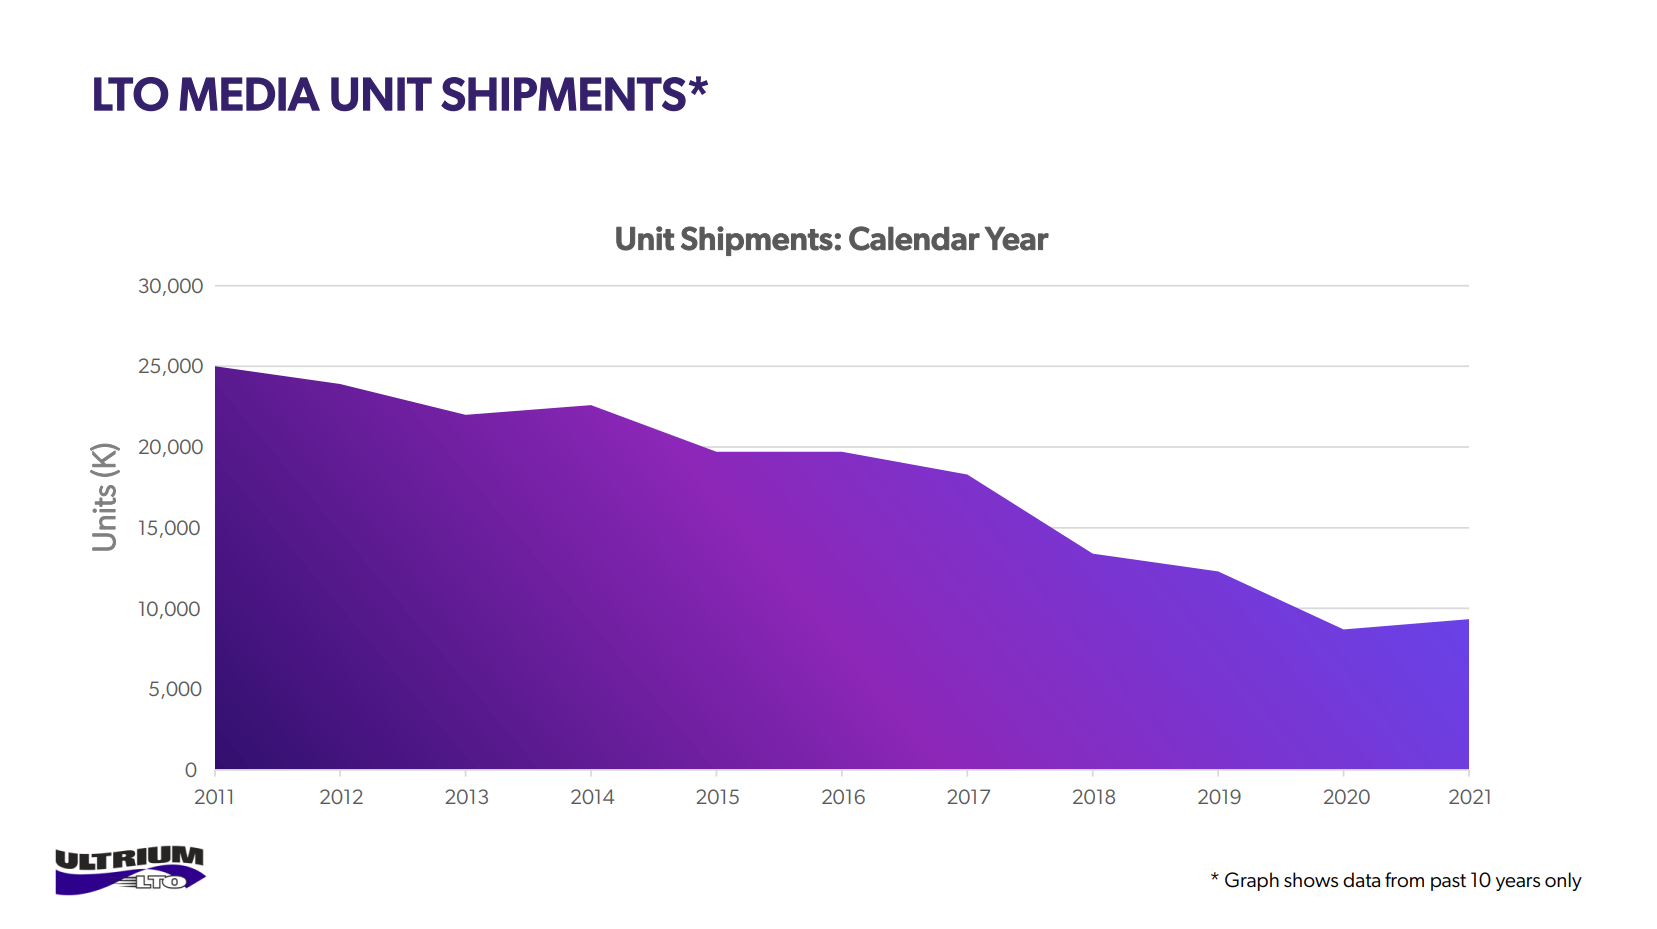 LTO MEDIA UNIT SHIPMENTS*
Unit Shipments: Calendar Year
Units (K)
30,000
25,000
20,000
15,000
10,000
5,000
0
2011 2012 2013 2014 2015 2016 2017 2018 2019 2020 2021
ULTRIUM
LTO
* Graph shows data from past 10 years only